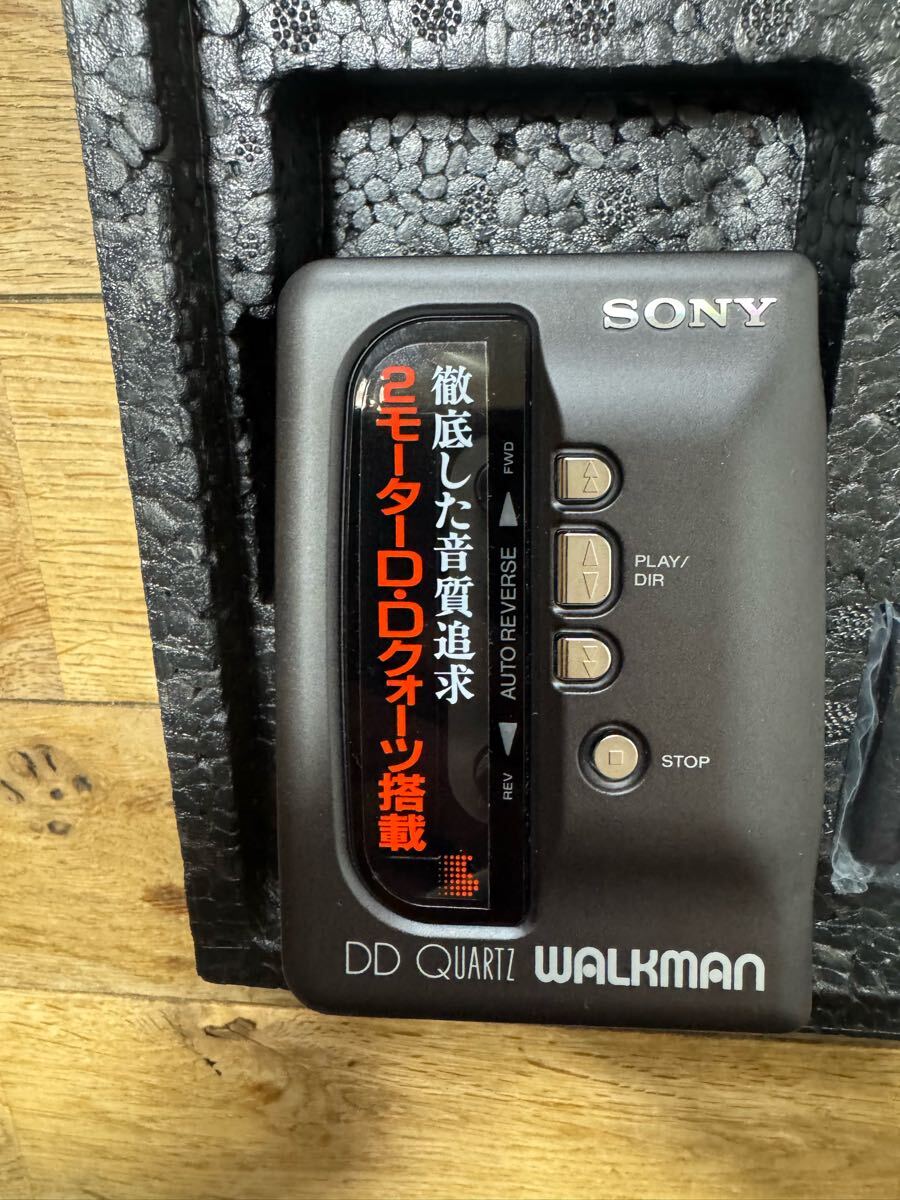 SONY
徹底した音質追求
2モーターD・Dクォーツ搭載
FWD
AUTO REVERSE
REV
PLAY/
DIR
STOP
DD QUARTZ WALKMAN